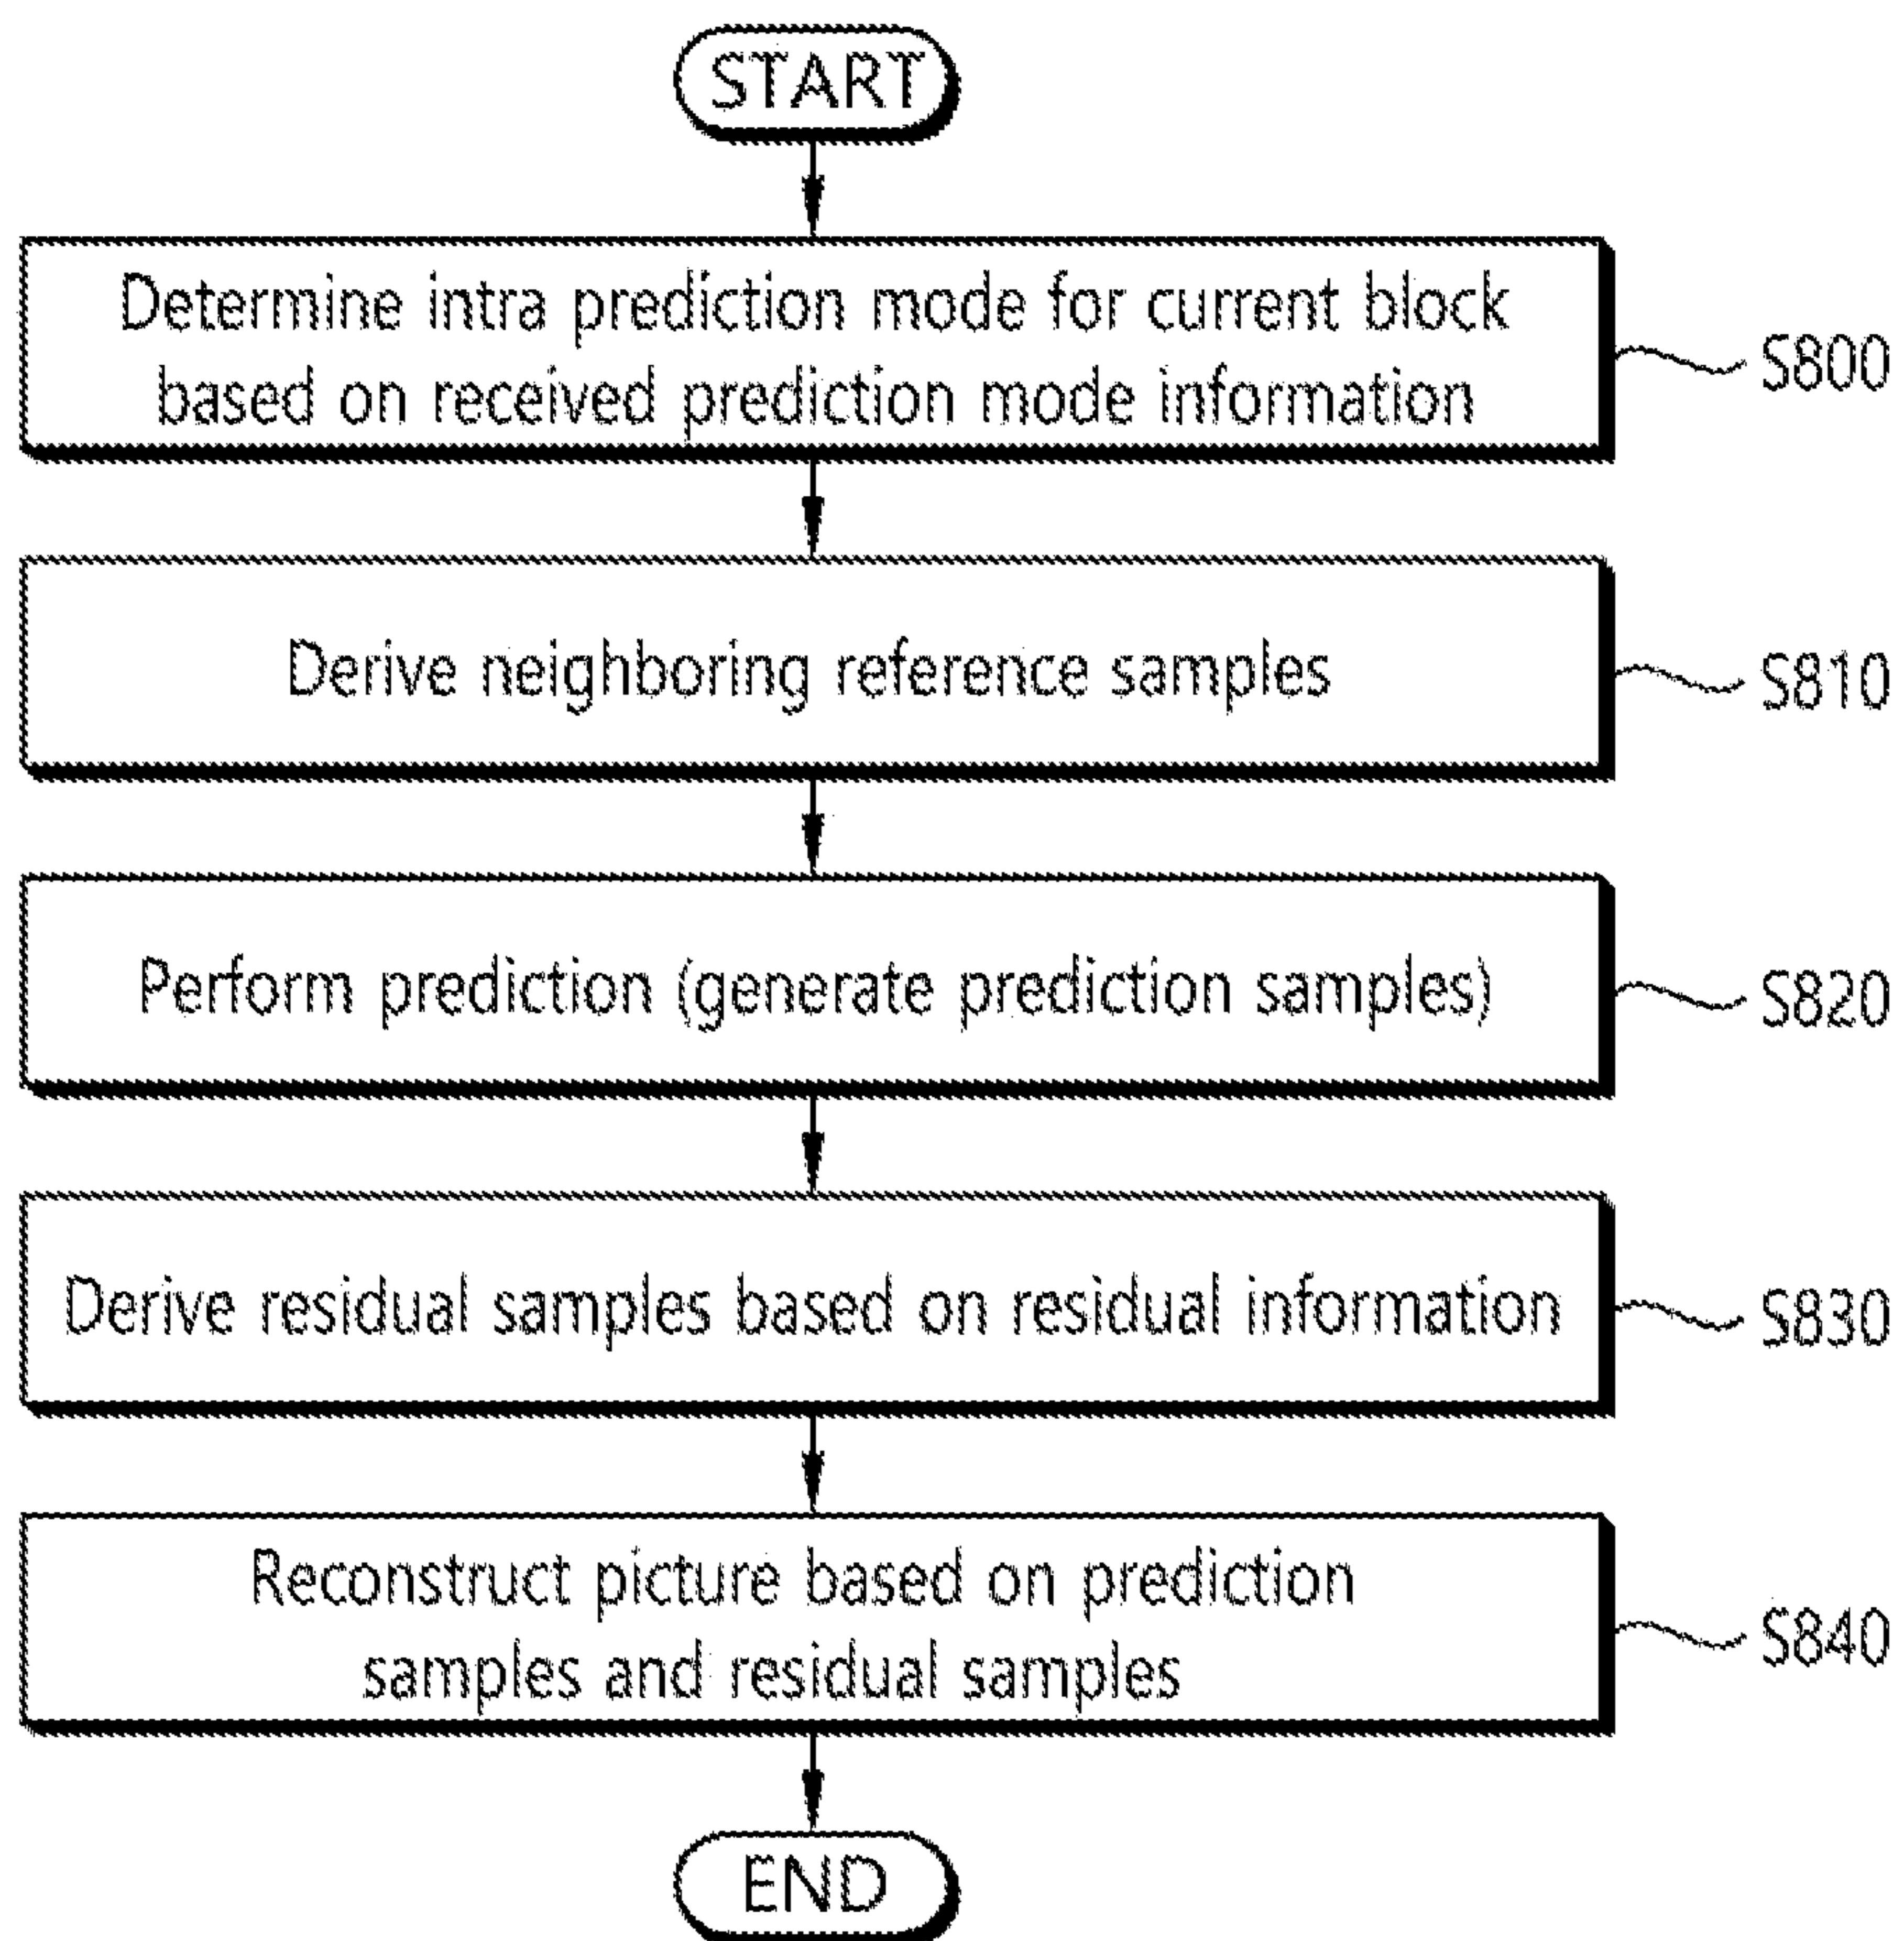 START
Determine intra prediction mode for current block
based on received prediction mode information
S800
Derive neighboring reference samples
S810
Perform prediction (generate prediction samples)
S820
Derive residual samples based on residual information
S830
Reconstruct picture based on prediction
samples and residual samples
S840
END